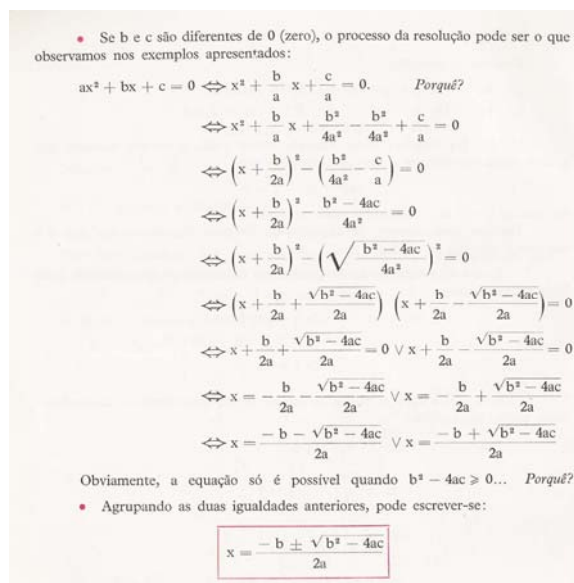 • Se b e c são diferentes de 0 (zero), o processo da resolução pode ser o que
observamos nos exemplos apresentados:
ax² + bx + c = 0 ⇔ x² + b/a x + c/a = 0. Porquê?
⇔ x² + b/a x + b²/4a² − b²/4a² + c/a = 0
⇔ (x + b/2a)² − (b²/4a² − c/a) = 0
⇔ (x + b/2a)² − (b² − 4ac)/4a² = 0
⇔ (x + b/2a)² − (√((b² − 4ac)/4a²))² = 0
⇔ (x + b/2a + √(b² − 4ac)/2a) (x + b/2a − √(b² − 4ac)/2a) = 0
⇔ x + b/2a + √(b² − 4ac)/2a = 0 ∨ x + b/2a − √(b² − 4ac)/2a = 0
⇔ x = − b/2a − √(b² − 4ac)/2a ∨ x = − b/2a + √(b² − 4ac)/2a
⇔ x = (− b − √(b² − 4ac))/2a ∨ x = (− b + √(b² − 4ac))/2a
Obviamente, a equação só é possível quando b² − 4ac ⩾ 0... Porquê?
• Agrupando as duas igualdades anteriores, pode escrever-se:
x = (− b ± √(b² − 4ac))/2a